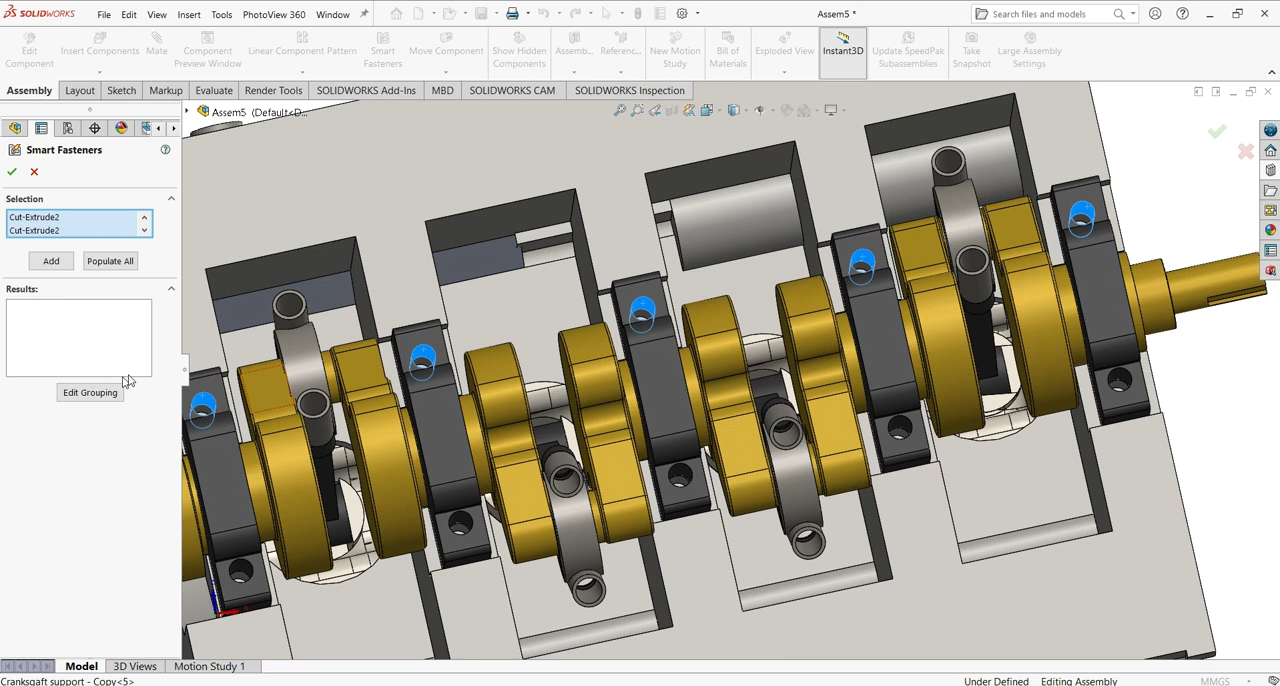 SOLIDWORKS File Edit View Insert Tools PhotoView 360 Window Assem5 * Search files and models
Edit Component
Insert Components
Mate
Component Preview Window
Linear Component Pattern
Smart Fasteners
Move Component
Show Hidden Components
Assemb...
Referenc...
New Motion Study
Bill of Materials
Exploded View
Instant3D
Update SpeedPak Subassemblies
Take Snapshot
Large Assembly Settings
Assembly Layout Sketch Markup Evaluate Render Tools SOLIDWORKS Add-Ins MBD SOLIDWORKS CAM SOLIDWORKS Inspection
Assem5 (Default<D...
Smart Fasteners
Selection
Cut-Extrude2
Cut-Extrude2
Add Populate All
Results:
Edit Grouping
Model 3D Views Motion Study 1
Cranksgaft support - Copy<5> Under Defined Editing Assembly MMGS